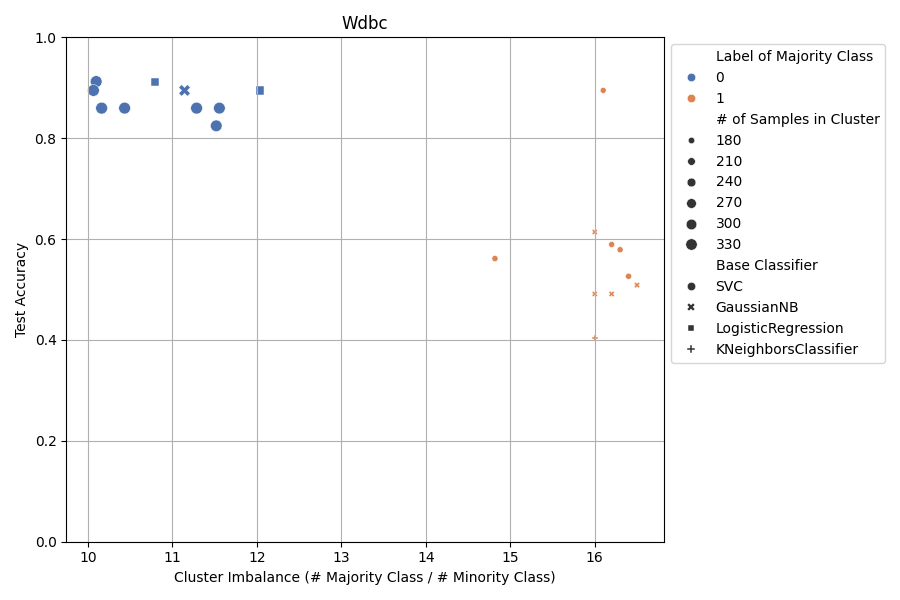 Wdbc
1.0
0.8
0.6
0.4
0.2
0.0
Test Accuracy
10 11 12 13 14 15 16
Cluster Imbalance (# Majority Class / # Minority Class)
Label of Majority Class
0
1
# of Samples in Cluster
180
210
240
270
300
330
Base Classifier
SVC
GaussianNB
LogisticRegression
KNeighborsClassifier